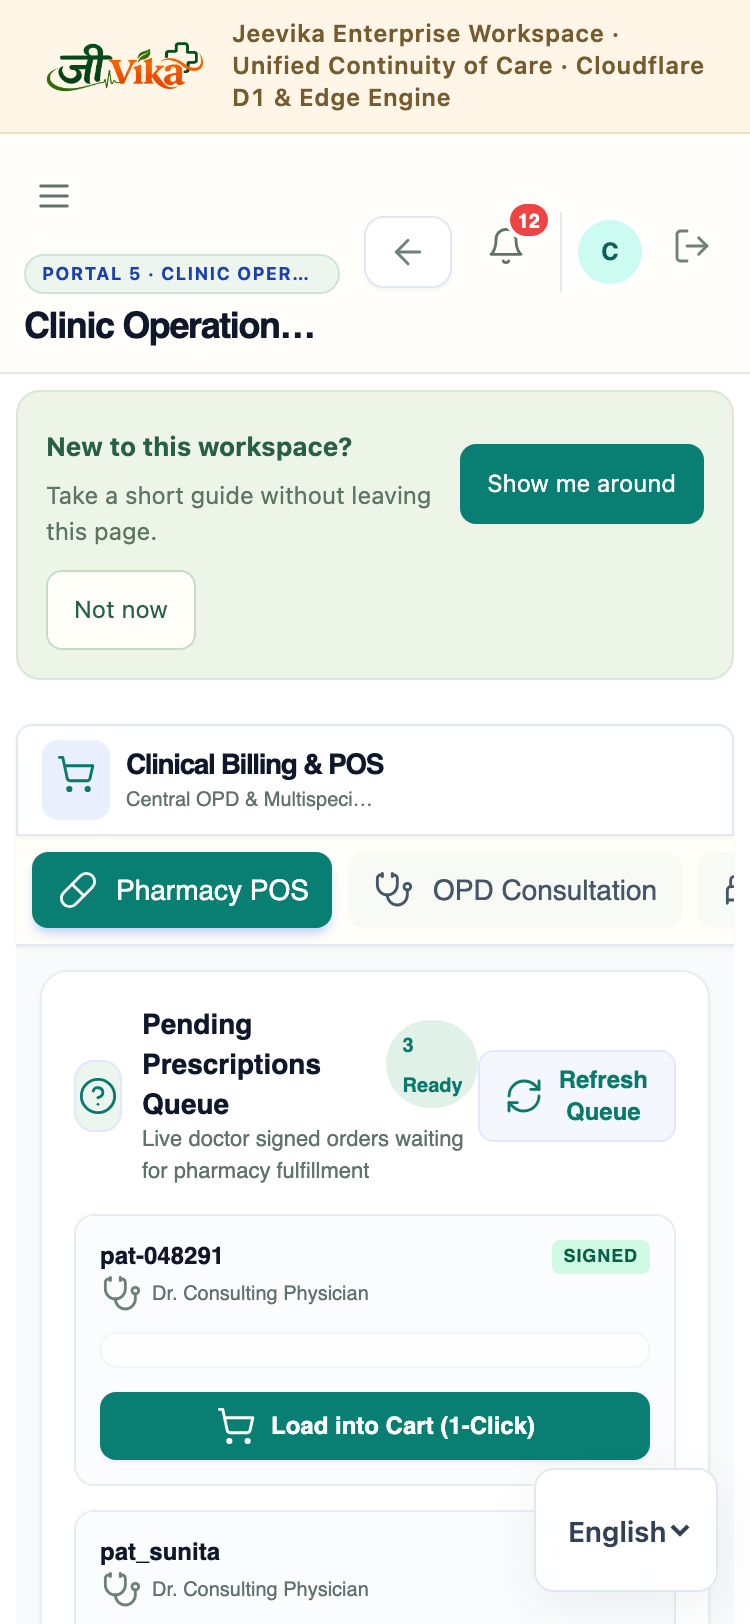 जीvika
Jeevika Enterprise Workspace ·
Unified Continuity of Care · Cloudflare
D1 & Edge Engine
12
C
PORTAL 5 · CLINIC OPER...
Clinic Operation...
New to this workspace?
Take a short guide without leaving
this page.
Show me around
Not now
Clinical Billing & POS
Central OPD & Multispeci...
Pharmacy POS
OPD Consultation
Pending
Prescriptions
Queue
3
Ready
Refresh
Queue
Live doctor signed orders waiting
for pharmacy fulfillment
pat-048291
SIGNED
Dr. Consulting Physician
Load into Cart (1-Click)
pat_sunita
Dr. Consulting Physician
English